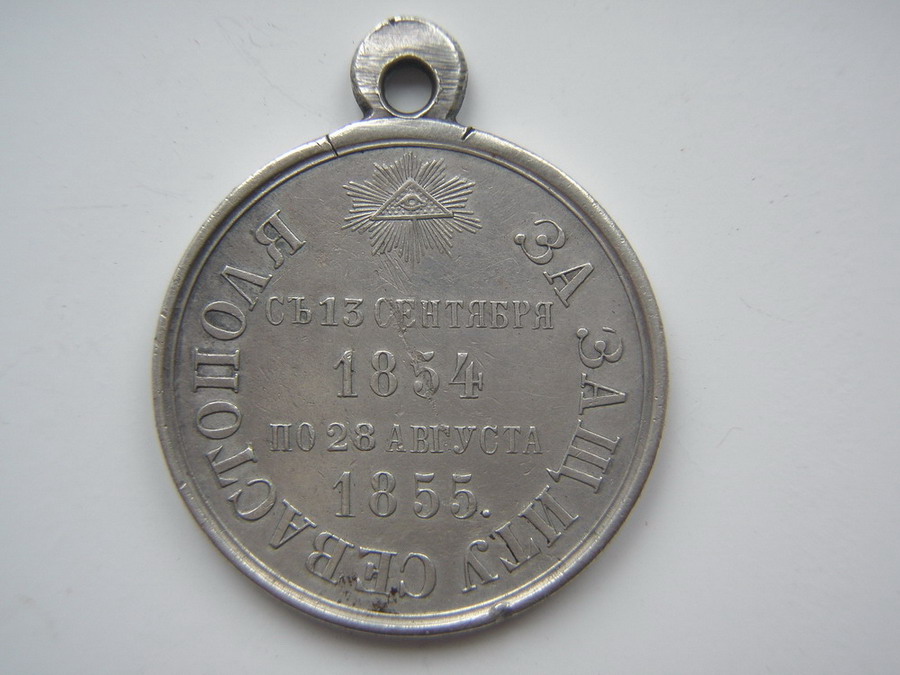 ЗА ЗАЩИТУ СЕВАСТОПОЛЯ
СЪ 13 СЕНТЯБРЯ
1854
ПО 28 АВГУСТА
1855.